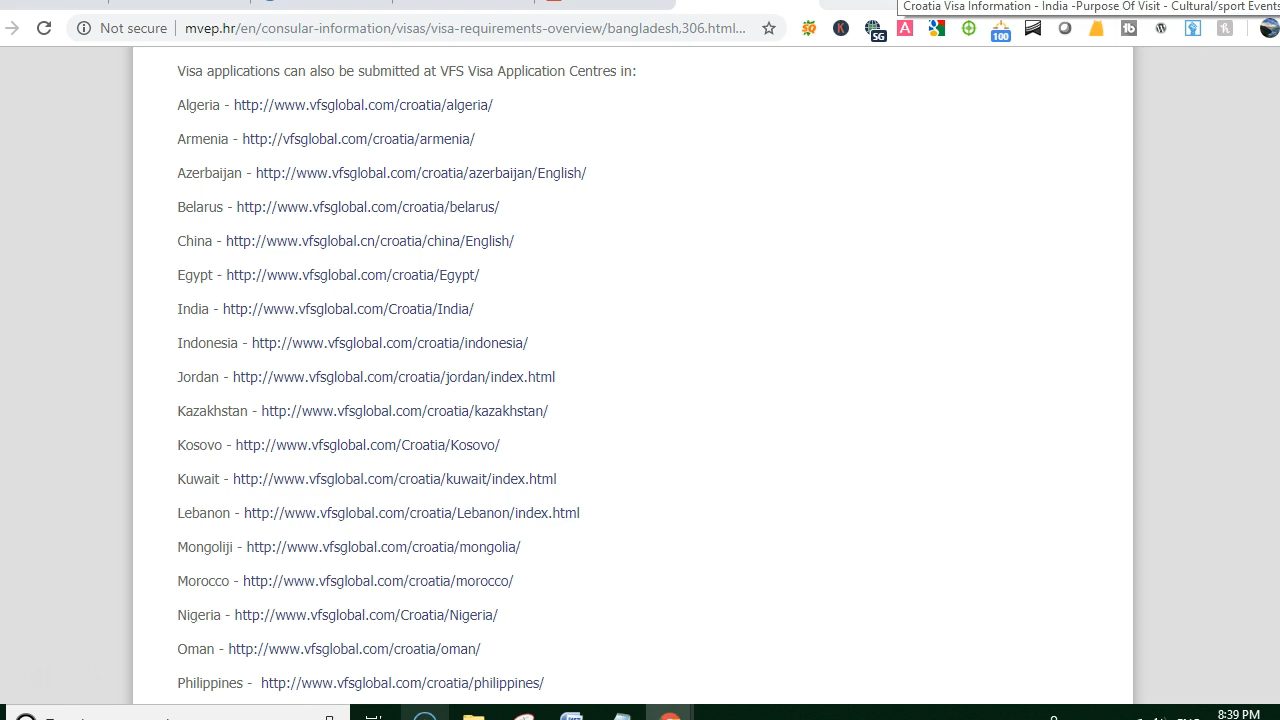 Croatia Visa Information - India -Purpose Of Visit - Cultural/sport Events
Not secure mvep.hr/en/consular-information/visas/visa-requirements-overview/bangladesh,306.html...
SG
100
Visa applications can also be submitted at VFS Visa Application Centres in:
Algeria - http://www.vfsglobal.com/croatia/algeria/
Armenia - http://vfsglobal.com/croatia/armenia/
Azerbaijan - http://www.vfsglobal.com/croatia/azerbaijan/English/
Belarus - http://www.vfsglobal.com/croatia/belarus/
China - http://www.vfsglobal.cn/croatia/china/English/
Egypt - http://www.vfsglobal.com/croatia/Egypt/
India - http://www.vfsglobal.com/Croatia/India/
Indonesia - http://www.vfsglobal.com/croatia/indonesia/
Jordan - http://www.vfsglobal.com/croatia/jordan/index.html
Kazakhstan - http://www.vfsglobal.com/croatia/kazakhstan/
Kosovo - http://www.vfsglobal.com/Croatia/Kosovo/
Kuwait - http://www.vfsglobal.com/croatia/kuwait/index.html
Lebanon - http://www.vfsglobal.com/croatia/Lebanon/index.html
Mongoliji - http://www.vfsglobal.com/croatia/mongolia/
Morocco - http://www.vfsglobal.com/croatia/morocco/
Nigeria - http://www.vfsglobal.com/Croatia/Nigeria/
Oman - http://www.vfsglobal.com/croatia/oman/
Philippines - http://www.vfsglobal.com/croatia/philippines/
8:39 PM